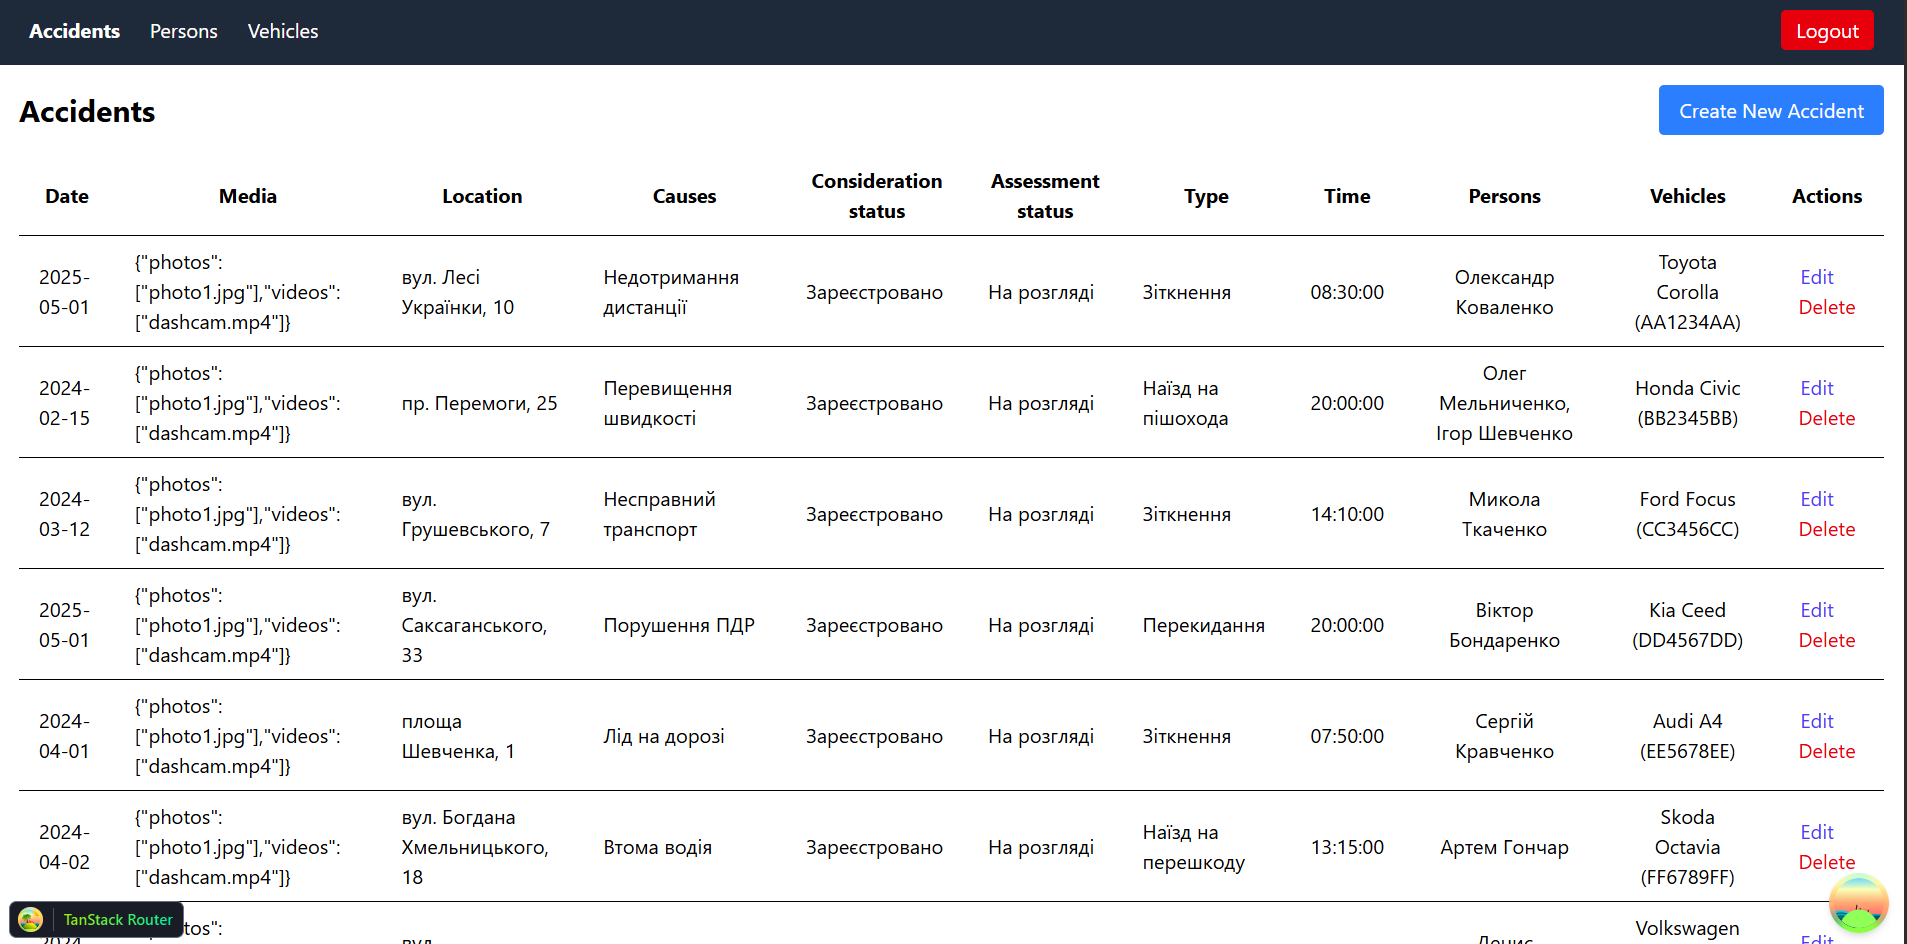 Accidents Persons Vehicles Logout
Accidents
Create New Accident
Date Media Location Causes Consideration status Assessment status Type Time Persons Vehicles Actions
2025-05-01 {"photos":["photo1.jpg"],"videos":["dashcam.mp4"]} вул. Лесі Українки, 10 Недотримання дистанції Зареєстровано На розгляді Зіткнення 08:30:00 Олександр Коваленко Toyota Corolla (AA1234AA) Edit Delete
2024-02-15 {"photos":["photo1.jpg"],"videos":["dashcam.mp4"]} пр. Перемоги, 25 Перевищення швидкості Зареєстровано На розгляді Наїзд на пішохода 20:00:00 Олег Мельниченко, Ігор Шевченко Honda Civic (BB2345BB) Edit Delete
2024-03-12 {"photos":["photo1.jpg"],"videos":["dashcam.mp4"]} вул. Грушевського, 7 Несправний транспорт Зареєстровано На розгляді Зіткнення 14:10:00 Микола Ткаченко Ford Focus (CC3456CC) Edit Delete
2025-05-01 {"photos":["photo1.jpg"],"videos":["dashcam.mp4"]} вул. Саксаганського, 33 Порушення ПДР Зареєстровано На розгляді Перекидання 20:00:00 Віктор Бондаренко Kia Ceed (DD4567DD) Edit Delete
2024-04-01 {"photos":["photo1.jpg"],"videos":["dashcam.mp4"]} площа Шевченка, 1 Лід на дорозі Зареєстровано На розгляді Зіткнення 07:50:00 Сергій Кравченко Audi A4 (EE5678EE) Edit Delete
2024-04-02 {"photos":["photo1.jpg"],"videos":["dashcam.mp4"]} вул. Богдана Хмельницького, 18 Втома водія Зареєстровано На розгляді Наїзд на перешкоду 13:15:00 Артем Гончар Skoda Octavia (FF6789FF) Edit Delete
Volkswagen
TanStack Router